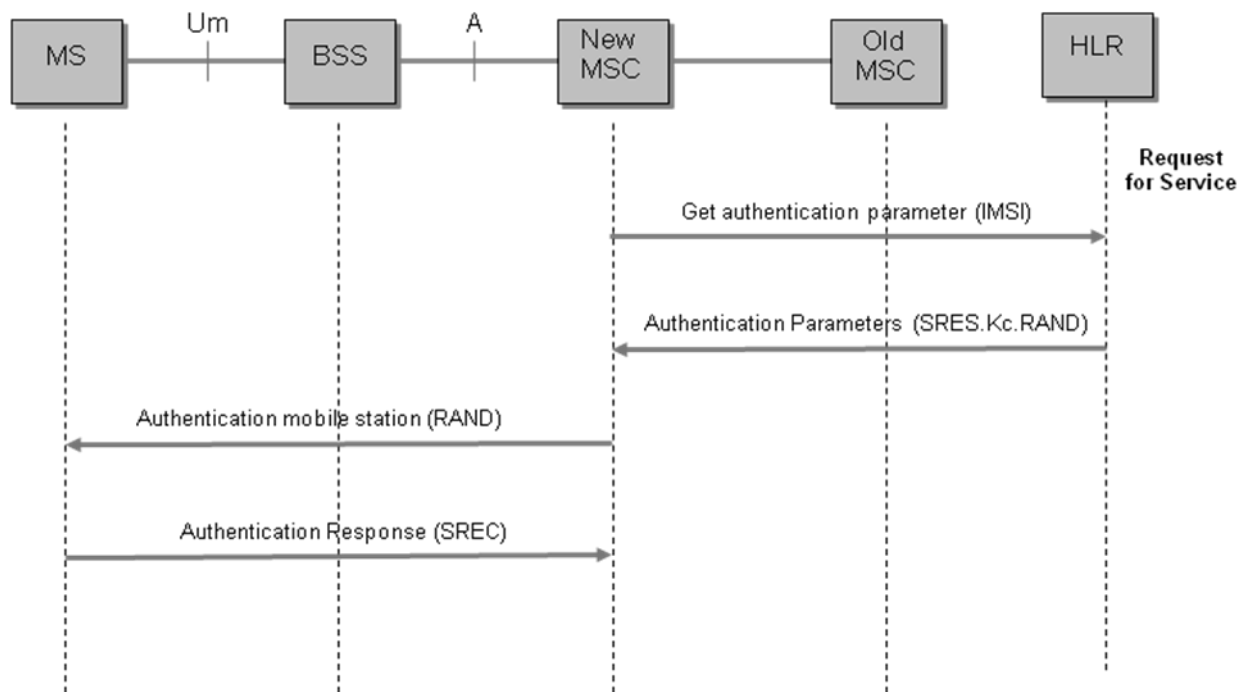 Um
A
MS
BSS
New
MSC
Old
MSC
HLR
Request
for Service
Get authentication parameter (IMSI)
Authentication Parameters (SRES.Kc.RAND)
Authentication mobile station (RAND)
Authentication Response (SREC)